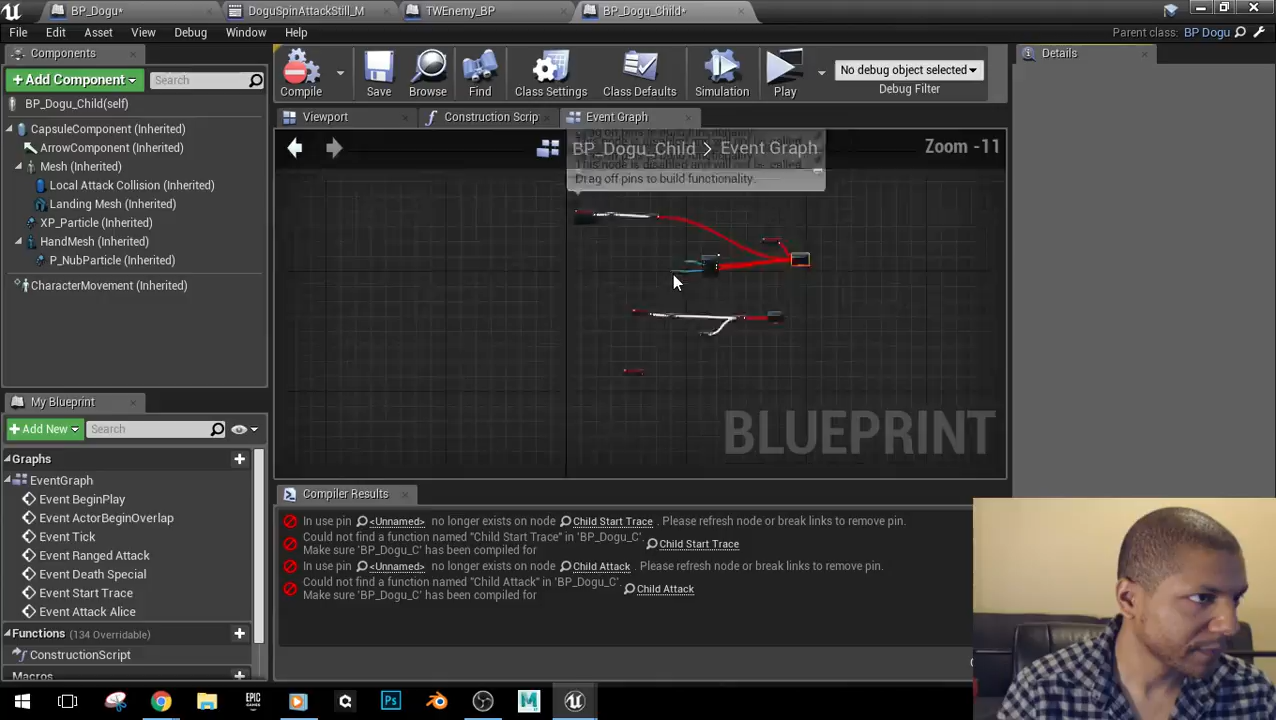 BP_Dogu*
DoguSpinAttackStill_M
TWEnemy_BP
BP_Dogu_Child*
File
Edit
Asset
View
Debug
Window
Help
Parent class: BP Dogu
Components
+Add Component
Search
BP_Dogu_Child(self)
CapsuleComponent (Inherited)
ArrowComponent (Inherited)
Mesh (Inherited)
Local Attack Collision (Inherited)
Landing Mesh (Inherited)
XP_Particle (Inherited)
HandMesh (Inherited)
P_NubParticle (Inherited)
CharacterMovement (Inherited)
Compile
Save
Browse
Find
Class Settings
Class Defaults
Simulation
Play
No debug object selected
Debug Filter
Details
Viewport
Construction Scrip
Event Graph
BP_Dogu_Child > Event Graph
Zoom -11
Drag off pins to build functionality.
BLUEPRINT
My Blueprint
+Add New
Search
Graphs
EventGraph
Event BeginPlay
Event ActorBeginOverlap
Event Tick
Event Ranged Attack
Event Death Special
Event Start Trace
Event Attack Alice
Functions (134 Overridable)
ConstructionScript
Macros
Compiler Results
In use pin <Unnamed> no longer exists on node Child Start Trace . Please refresh node or break links to remove pin.
Could not find a function named "Child Start Trace" in 'BP_Dogu_C'.
Make sure 'BP_Dogu_C' has been compiled for Child Start Trace
In use pin <Unnamed> no longer exists on node Child Attack . Please refresh node or break links to remove pin.
Could not find a function named "Child Attack" in 'BP_Dogu_C'.
Make sure 'BP_Dogu_C' has been compiled for Child Attack
EPIC
GAMES
Ps
M